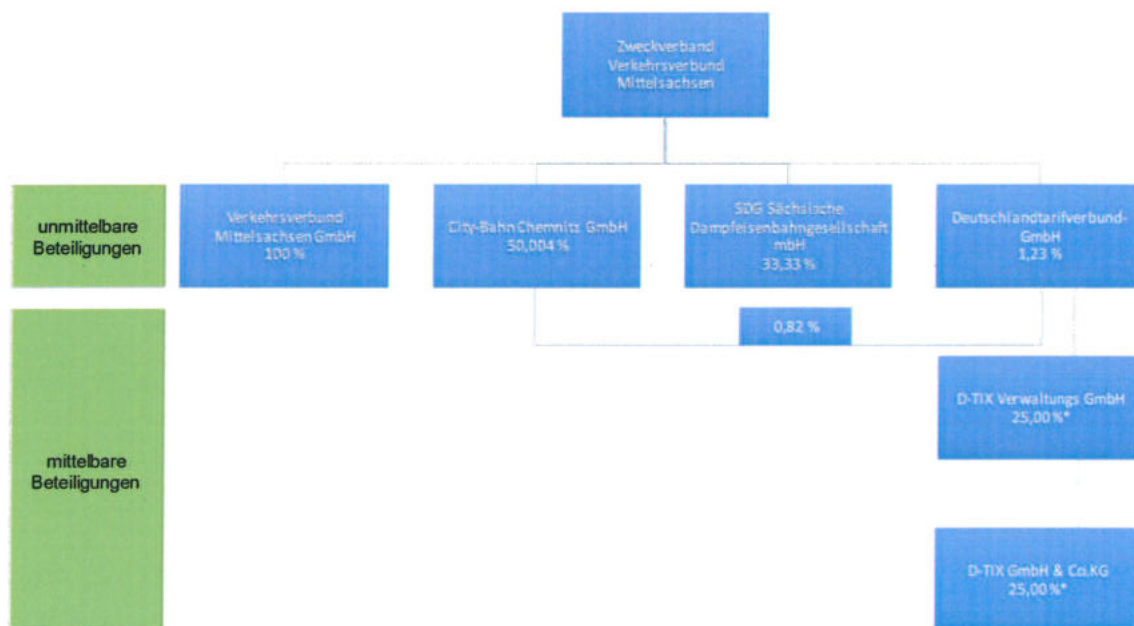 Zweckverband
Verkehrsverbund
Mittelsachsen
unmittelbare
Beteiligungen
Verkehrsverbund
Mittelsachsen GmbH
100 %
City-Bahn Chemnitz GmbH
50,004 %
SDG Sächsische
Dampfeisenbahngesellschaft
mbH
33,33 %
Deutschlandtarifverbund-
GmbH
1,23 %
0,82 %
mittelbare
Beteiligungen
D-TIX Verwaltungs GmbH
25,00 %*
D-TIX GmbH & Co.KG
25,00 %*